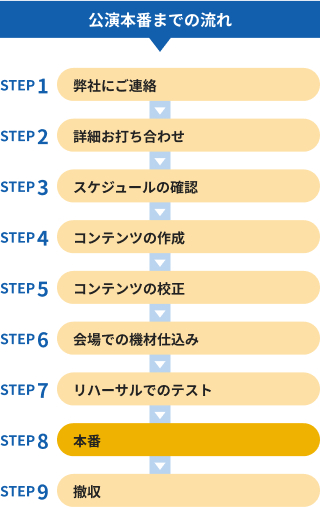 公演本番までの流れ
STEP 1 弊社にご連絡
STEP 2 詳細お打ち合わせ
STEP 3 スケジュールの確認
STEP 4 コンテンツの作成
STEP 5 コンテンツの校正
STEP 6 会場での機材仕込み
STEP 7 リハーサルでのテスト
STEP 8 本番
STEP 9 撤収